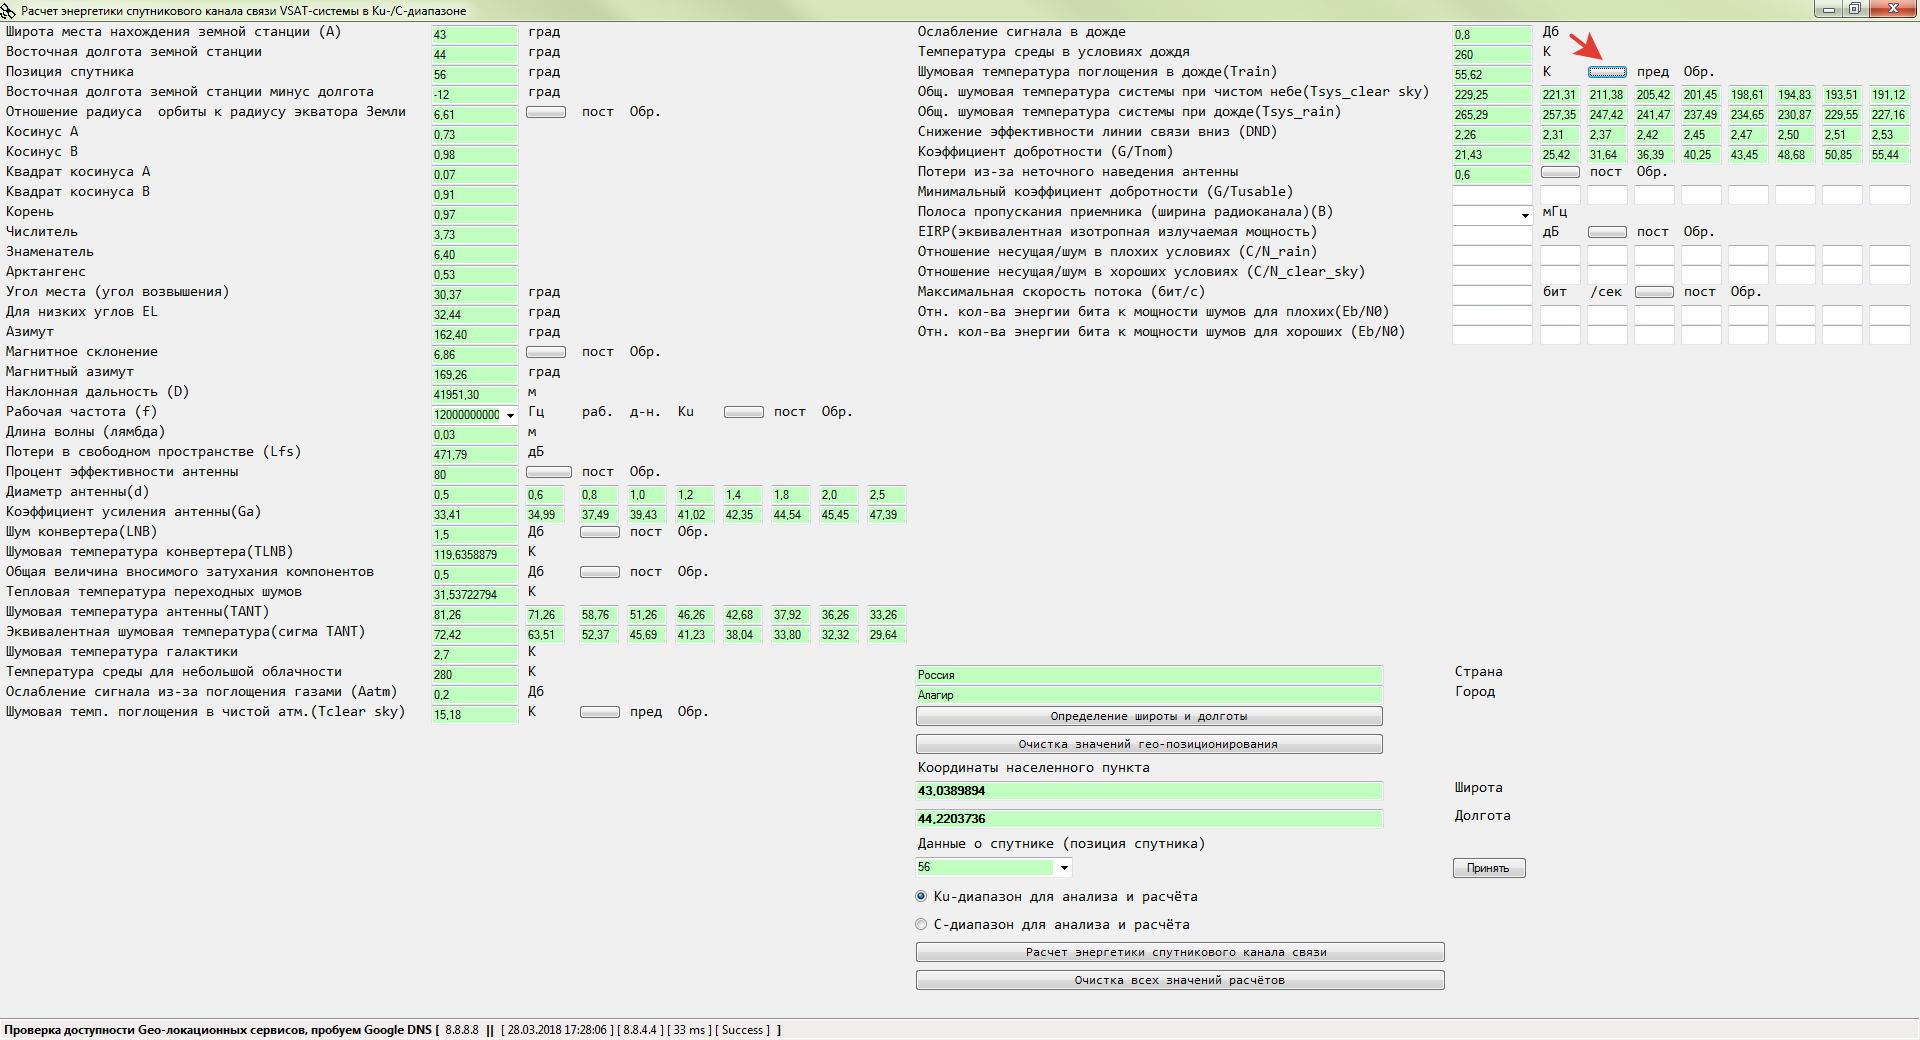 Расчет энергетики спутникового канала связи VSAT-системы в Ku-/C-диапазоне
Широта места нахождения земной станции (A) 43 град
Восточная долгота земной станции 44 град
Позиция спутника 56 град
Восточная долгота земной станции минус долгота -12 град
Отношение радиуса орбиты к радиусу экватора Земли 6,61 пост Обр.
Косинус A 0,73
Косинус B 0,98
Квадрат косинуса A 0,07
Квадрат косинуса B 0,91
Корень 0,97
Числитель 3,73
Знаменатель 6,40
Арктангенс 0,53
Угол места (угол возвышения) 30,37 град
Для низких углов EL 32,44 град
Азимут 162,40 град
Магнитное склонение 6,86 пост Обр.
Магнитный азимут 169,26 град
Наклонная дальность (D) 41951,30 м
Рабочая частота (f) 12000000000 Гц раб. д-н. Ku пост Обр.
Длина волны (лямбда) 0,03 м
Потери в свободном пространстве (Lfs) 471,79 дБ
Процент эффективности антенны 80 пост Обр.
Диаметр антенны(d) 0,5 0,6 0,8 1,0 1,2 1,4 1,8 2,0 2,5
Коэффициент усиления антенны(Ga) 33,41 34,99 37,49 39,43 41,02 42,35 44,54 45,45 47,39
Шум конвертера(LNB) 1,5 Дб пост Обр.
Шумовая температура конвертера(TLNB) 119,6358879 К
Общая величина вносимого затухания компонентов 0,5 Дб пост Обр.
Тепловая температура переходных шумов 31,53722794 К
Шумовая температура антенны(TANT) 81,26 71,26 58,76 51,26 46,26 42,68 37,92 36,26 33,26
Эквивалентная шумовая температура(сигма TANT) 72,42 63,51 52,37 45,69 41,23 38,04 33,80 32,32 29,64
Шумовая температура галактики 2,7 К
Температура среды для небольшой облачности 280 К
Ослабление сигнала из-за поглощения газами (Aatm) 0,2 Дб
Шумовая темп. поглощения в чистой атм.(Tclear sky) 15,18 К пред Обр.
Ослабление сигнала в дожде 0,8 Дб
Температура среды в условиях дождя 260 К
Шумовая температура поглощения в дожде(Train) 55,62 К пред Обр.
Общ. шумовая температура системы при чистом небе(Tsys_clear sky) 229,25 221,31 211,38 205,42 201,45 198,61 194,83 193,51 191,12
Общ. шумовая температура системы при дожде(Tsys_rain) 265,29 257,35 247,42 241,47 237,49 234,65 230,87 229,55 227,16
Снижение эффективности линии связи вниз (DND) 2,26 2,31 2,37 2,42 2,45 2,47 2,50 2,51 2,53
Коэффициент добротности (G/Tnom) 21,43 25,42 31,64 36,39 40,25 43,45 48,68 50,85 55,44
Потери из-за неточного наведения антенны 0,6 пост Обр.
Минимальный коэффициент добротности (G/Tusable)
Полоса пропускания приемника (ширина радиоканала)(B) мГц
EIRP(эквивалентная изотропная излучаемая мощность) дБ пост Обр.
Отношение несущая/шум в плохих условиях (C/N_rain)
Отношение несущая/шум в хороших условиях (C/N_clear_sky)
Максимальная скорость потока (бит/с) бит /сек пост Обр.
Отн. кол-ва энергии бита к мощности шумов для плохих(Eb/N0)
Отн. кол-ва энергии бита к мощности шумов для хороших (Eb/N0)
Россия Страна
Алагир Город
Определение широты и долготы
Очистка значений гео-позиционирования
Координаты населенного пункта
43.0389894 Широта
44.2203736 Долгота
Данные о спутнике (позиция спутника)
56 Принять
Ku-диапазон для анализа и расчёта
C-диапазон для анализа и расчёта
Расчет энергетики спутникового канала связи
Очистка всех значений расчётов
Проверка доступности Geo-локационных сервисов, пробуем Google DNS [ 8.8.8.8 || [ 28.03.2018 17:28:06 ] [ 8.8.4.4 ] [ 33 ms ] [ Success ] ]